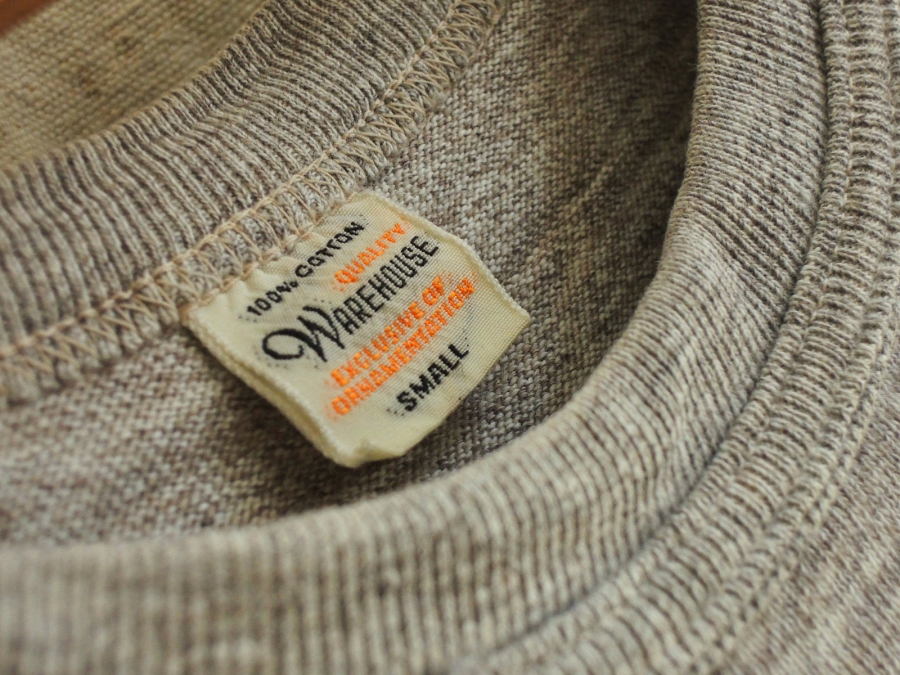 100% COTTON
QUALITY
WAREHOUSE
EXCLUSIVE OF
ORNAMENTATION
SMALL